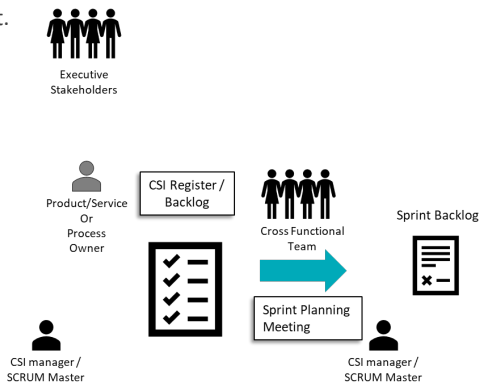 t.
Executive
Stakeholders
CSI Register /
Backlog
Product/Service
Or
Process
Owner
Cross Functional
Team
Sprint Backlog
Sprint Planning
Meeting
CSI manager /
SCRUM Master
CSI manager /
SCRUM Master